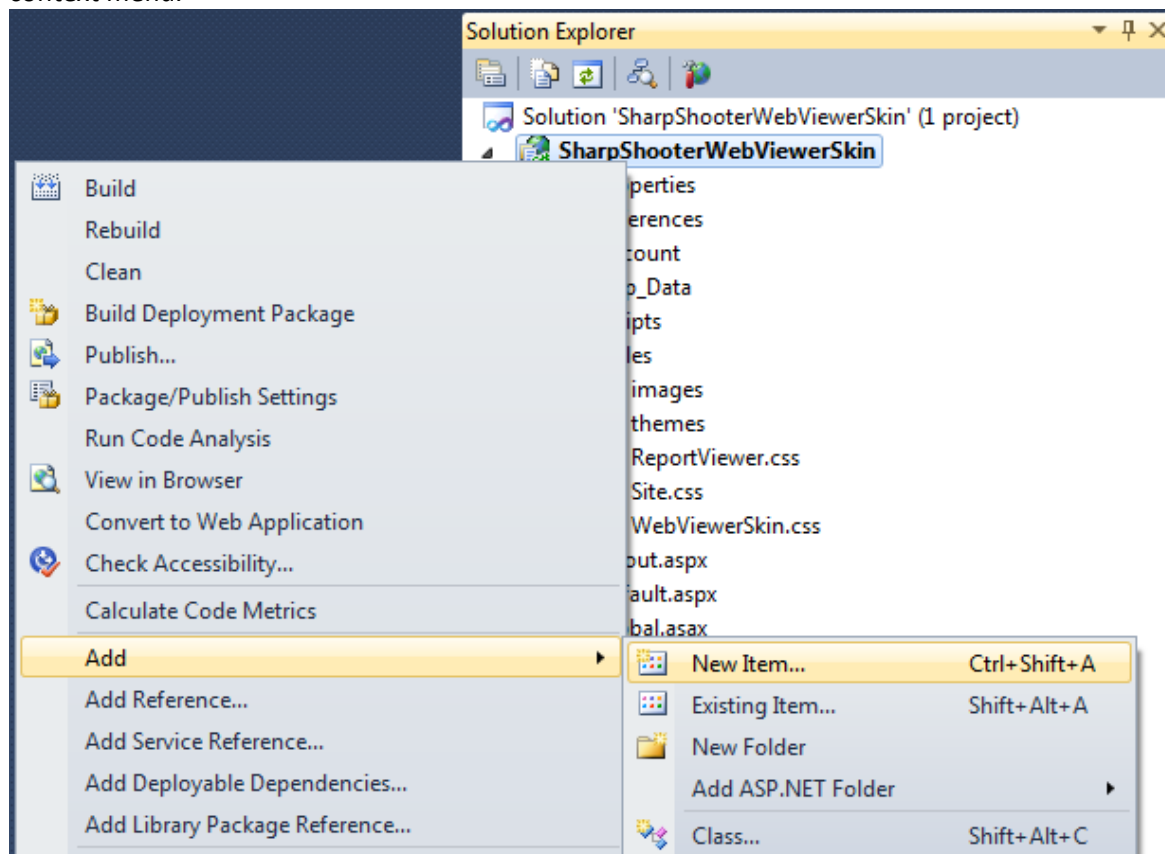 context menu.
Solution Explorer
Solution 'SharpShooterWebViewerSkin' (1 project)
SharpShooterWebViewerSkin
perties
erences
count
p_Data
ipts
les
images
themes
ReportViewer.css
Site.css
WebViewerSkin.css
out.aspx
ault.aspx
bal.asax
Build
Rebuild
Clean
Build Deployment Package
Publish...
Package/Publish Settings
Run Code Analysis
View in Browser
Convert to Web Application
Check Accessibility...
Calculate Code Metrics
Add
Add Reference...
Add Service Reference...
Add Deployable Dependencies...
Add Library Package Reference...
New Item... Ctrl+Shift+A
Existing Item... Shift+Alt+A
New Folder
Add ASP.NET Folder
Class... Shift+Alt+C